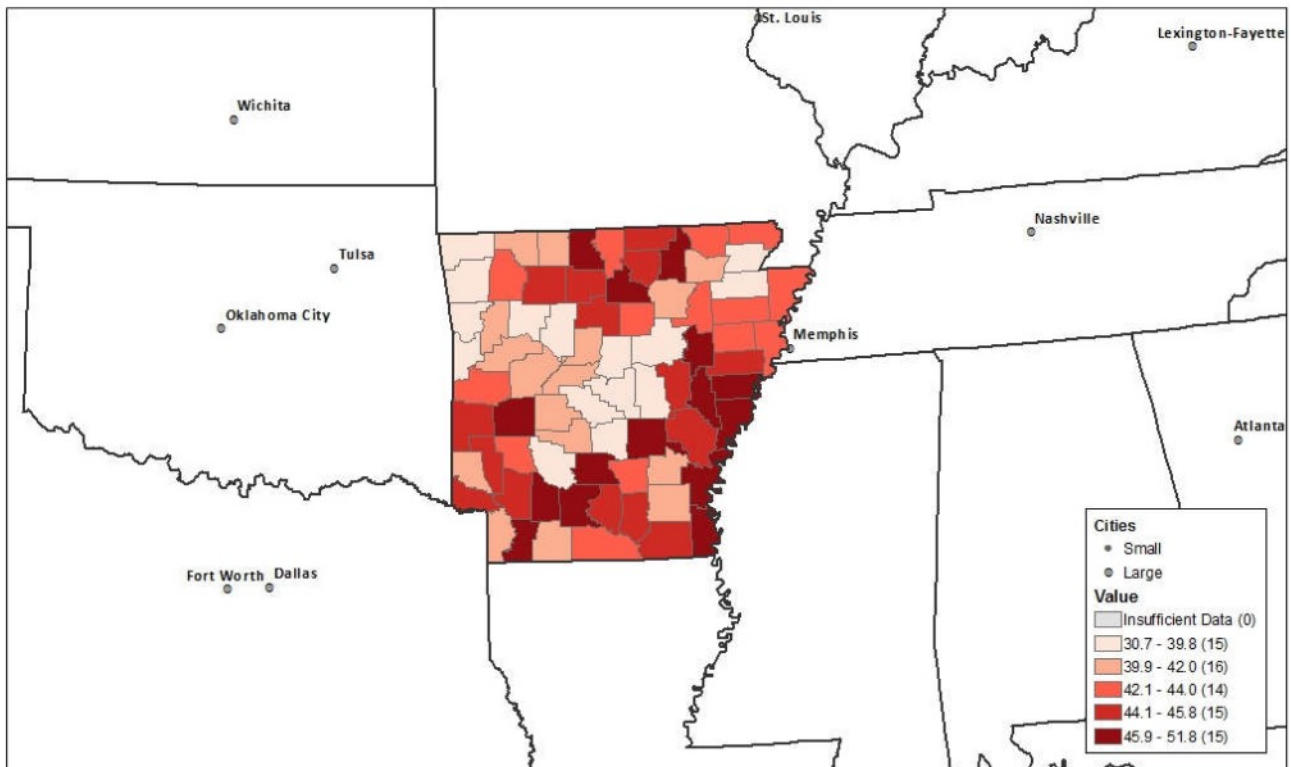 St. Louis
Lexington-Fayette
Wichita
Nashville
Tulsa
Oklahoma City
Memphis
Atlanta
Fort Worth
Dallas
Cities
Small
Large
Value
Insufficient Data (0)
30.7 - 39.8 (15)
39.9 - 42.0 (16)
42.1 - 44.0 (14)
44.1 - 45.8 (15)
45.9 - 51.8 (15)